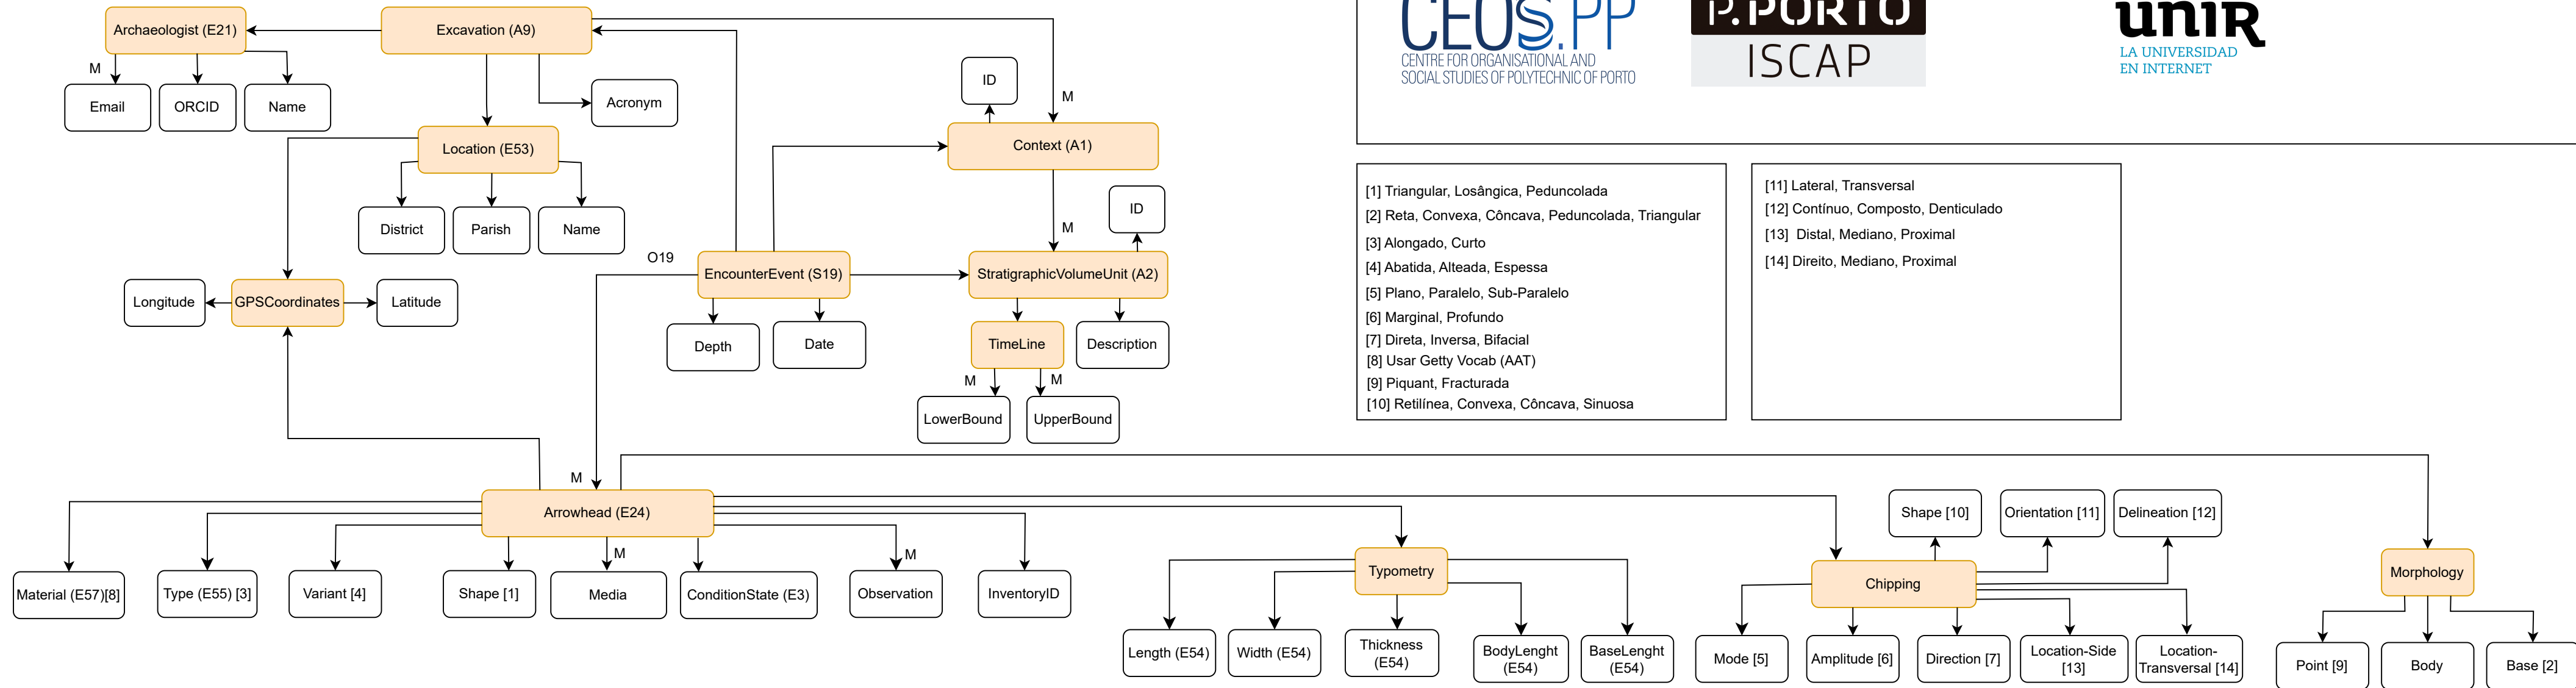 Archaeologist (E21)
Excavation (A9)
M
Email
ORCID
Name
Acronym
Location (E53)
District
Parish
Name
Longitude
GPSCoordinates
Latitude
ID
M
Context (A1)
M
ID
O19
EncounterEvent (S19)
StratigraphicVolumeUnit (A2)
Depth
Date
TimeLine
Description
M
M
LowerBound
UpperBound
CEOS.PP
CENTRE FOR ORGANISATIONAL AND
SOCIAL STUDIES OF POLYTECHNIC OF PORTO
P.PORTO
ISCAP
unir
LA UNIVERSIDAD
EN INTERNET
[1] Triangular, Losângica, Peduncolada
[2] Reta, Convexa, Côncava, Peduncolada, Triangular
[3] Alongado, Curto
[4] Abatida, Alteada, Espessa
[5] Plano, Paralelo, Sub-Paralelo
[6] Marginal, Profundo
[7] Direta, Inversa, Bifacial
[8] Usar Getty Vocab (AAT)
[9] Piquant, Fracturada
[10] Retilínea, Convexa, Côncava, Sinuosa
[11] Lateral, Transversal
[12] Contínuo, Composto, Denticulado
[13] Distal, Mediano, Proximal
[14] Direito, Mediano, Proximal
M
Arrowhead (E24)
M
M
Material (E57)[8]
Type (E55) [3]
Variant [4]
Shape [1]
Media
ConditionState (E3)
Observation
InventoryID
Typometry
Length (E54)
Width (E54)
Thickness
(E54)
BodyLenght
(E54)
BaseLenght
(E54)
Shape [10]
Orientation [11]
Delineation [12]
Chipping
Mode [5]
Amplitude [6]
Direction [7]
Location-Side
[13]
Location-
Transversal [14]
Morphology
Point [9]
Body
Base [2]